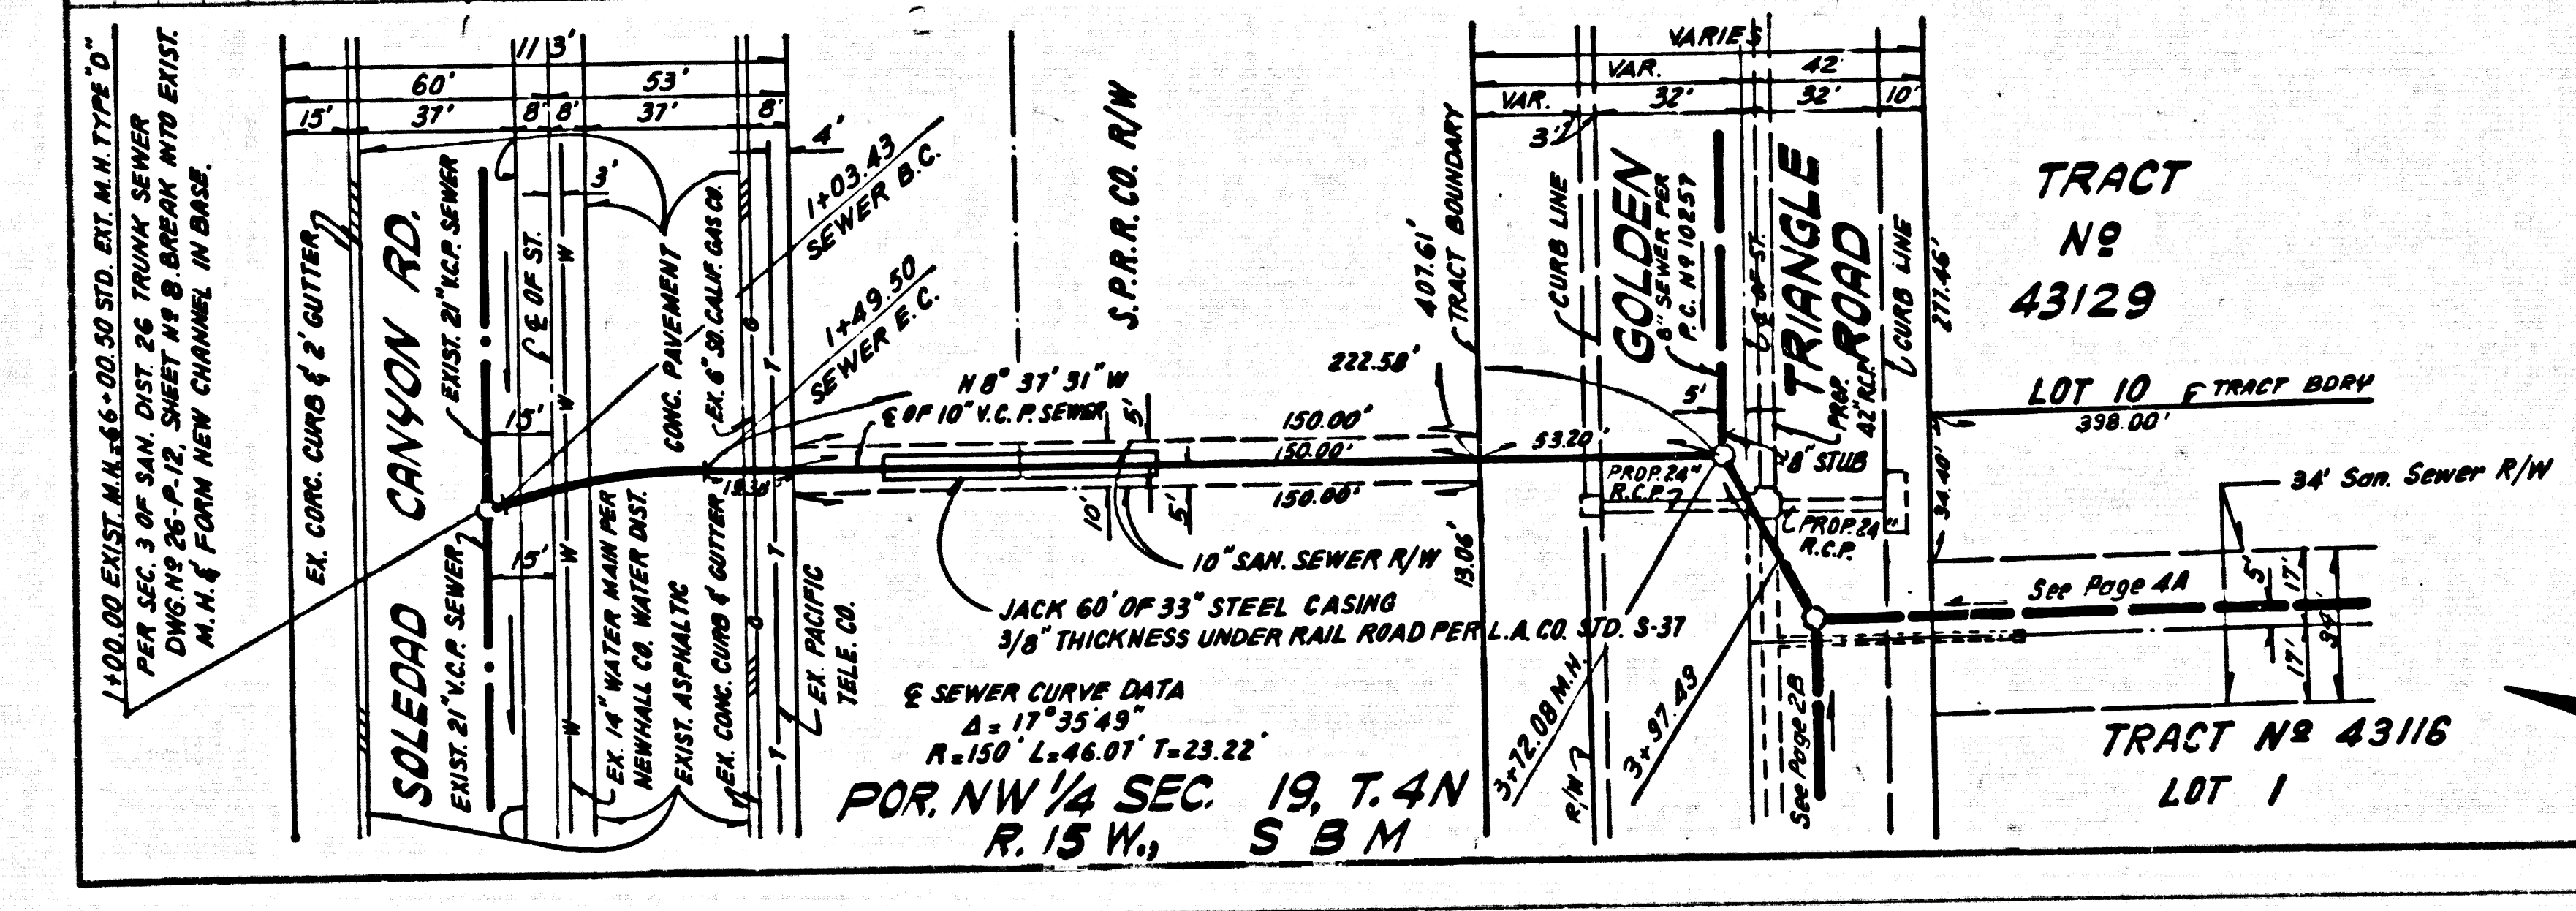 1+00.00 EXIST. M.H.=66+00.50 STD. EXT. M.H. TYPE "D"
PER SEC. 3 OF SAN. DIST. 26 TRUNK SEWER
DWG. Nº 26-P-12, SHEET Nº 8. BREAK INTO EXIST.
M.H. & FORM NEW CHANNEL IN BASE.
113'
60'
53'
15'
37'
8'
8'
37'
8'
4'
3'
EX. CORC. CURB & 2' GUTTER
SOLEDAD CANYON RD.
EXIST. 21" V.C.P. SEWER
EXIST. 21" V.C.P. SEWER
℄ OF ST.
15'
15'
W
W
W
W
CONC. PAVEMENT
EX. 6" SO. CALIF. GAS CO.
G
G
T
T
T
T
EX. 14" WATER MAIN PER
NEWHALL CO. WATER DIST.
EXIST. ASPHALTIC
EX. CONC. CURB & GUTTER
EX. PACIFIC
TELE. CO.
1+03.43
SEWER B.C.
1+49.50
SEWER E.C.
S.P.R.R.CO. R/W
N 8° 37' 31" W
℄ OF 10" V.C.P. SEWER
5'
150.00'
150.00'
150.00'
10'
5'
10" SAN. SEWER R/W
JACK 60' OF 33" STEEL CASING
3/8" THICKNESS UNDER RAIL ROAD PER L.A. CO. STD. S-37
℄ SEWER CURVE DATA
Δ = 17°35'49"
R=150' L=46.07' T=23.22'
POR. NW 1/4 SEC. 19, T. 4N
R. 15 W., S B M
VARIES
VAR.
42'
VAR.
32'
32'
10'
3'
407.61'
TRACT BOUNDARY
222.58'
13.06'
CURB LINE
GOLDEN
TRIANGLE
ROAD
8" SEWER PER
P.C. Nº 10257
℄ OF ST.
5'
PROP.
42" RCP
CURB LINE
277.46'
53.20'
8" STUB
PROP. 24"
R.C.P.
PROP. 24"
R.C.P.
34.40'
3+72.08 M.H.
3+97.43
R/W
See Page 2B
TRACT
Nº
43129
LOT 10
TRACT BDRY
398.00'
34' San. Sewer R/W
See Page 4A
5'
17'
17'
34'
TRACT Nº 43116
LOT 1